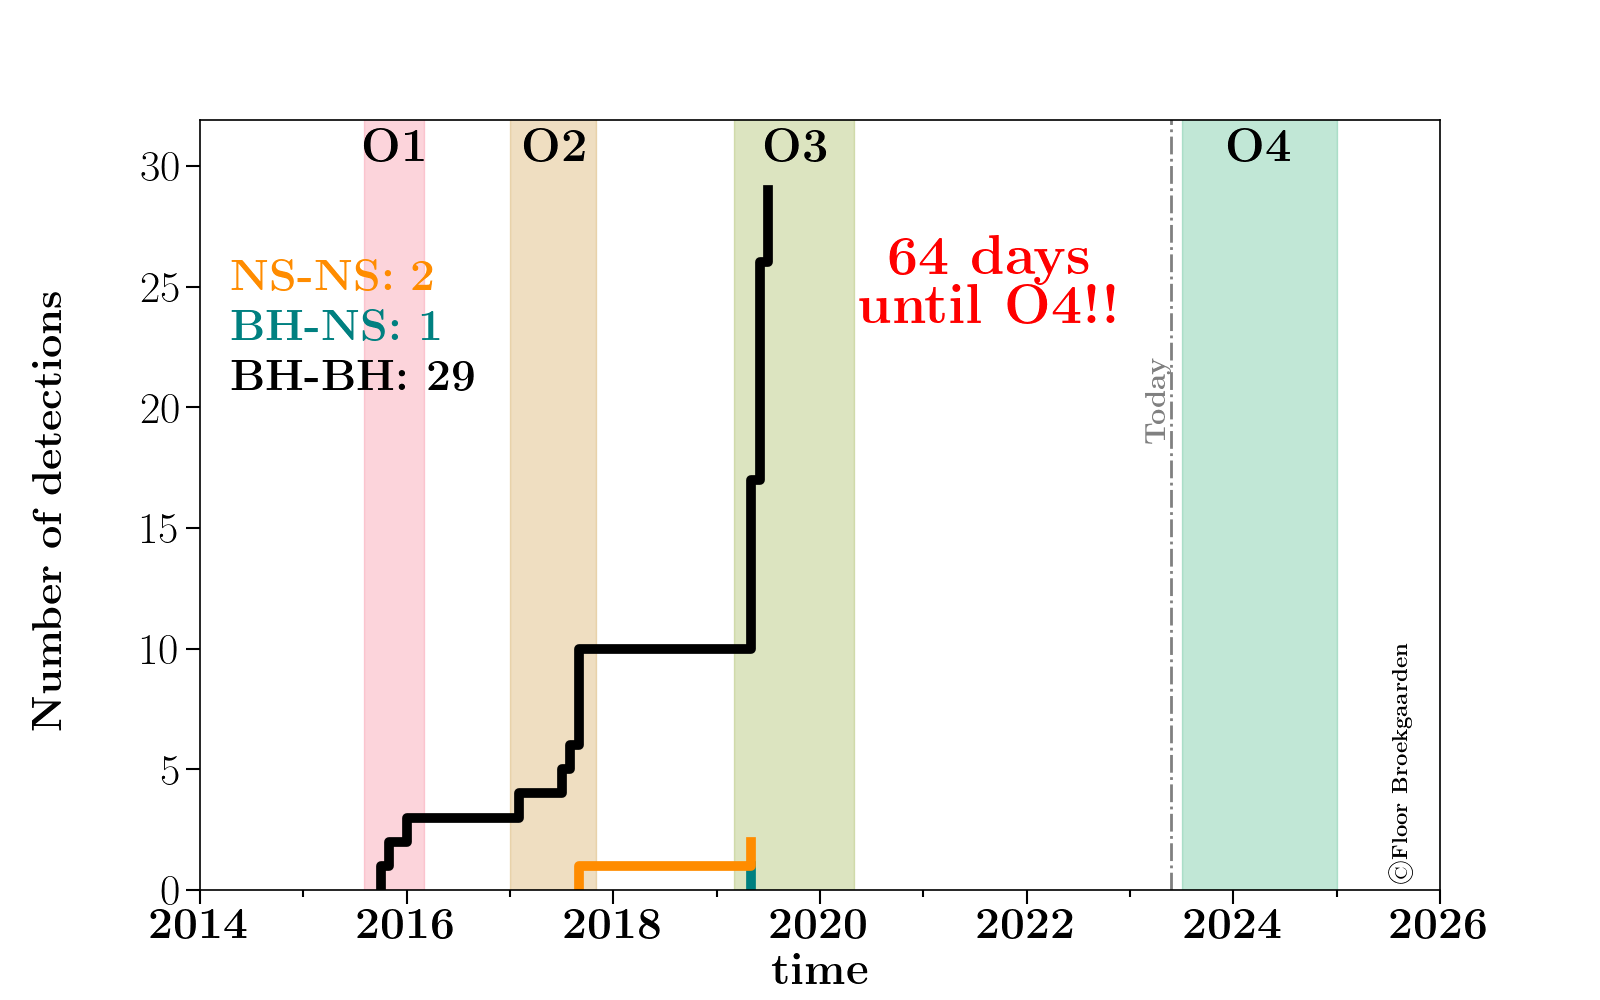 O1 O2 O3 O4
NS-NS: 2
BH-NS: 1
BH-BH: 29
64 days
until O4!!
Today
©Floor Broekgaarden
Number of detections
30
25
20
15
10
5
0
2014 2016 2018 2020 2022 2024 2026
time